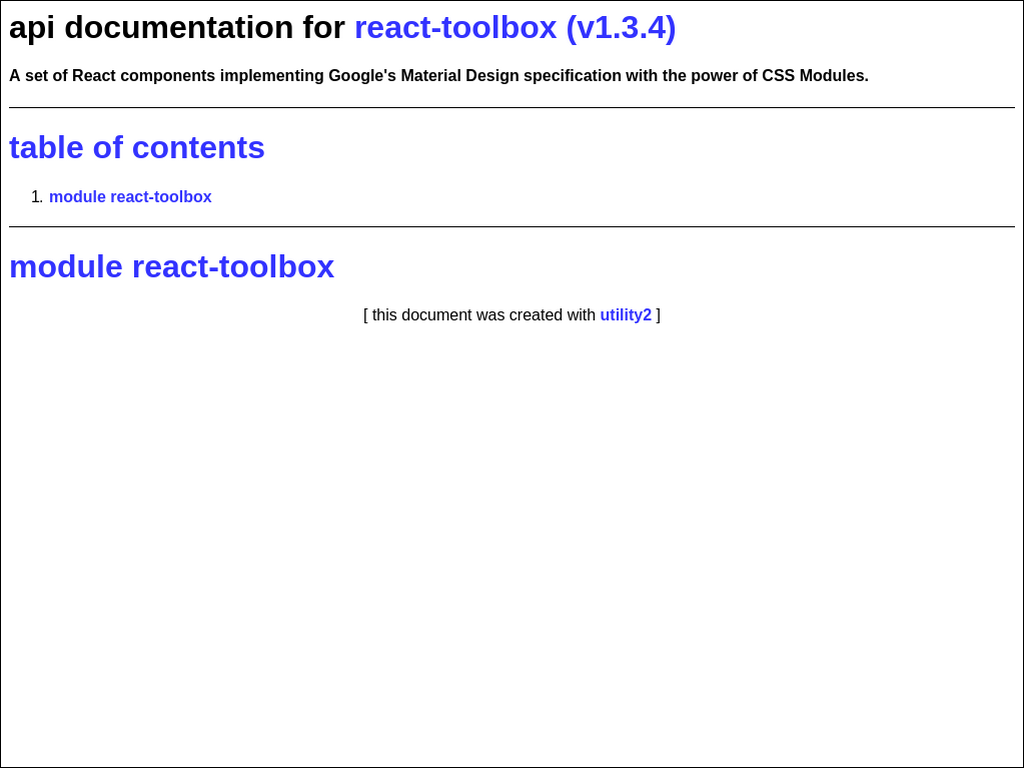 api documentation for react-toolbox (v1.3.4)
A set of React components implementing Google's Material Design specification with the power of CSS Modules.
table of contents
1. module react-toolbox
module react-toolbox
[ this document was created with utility2 ]